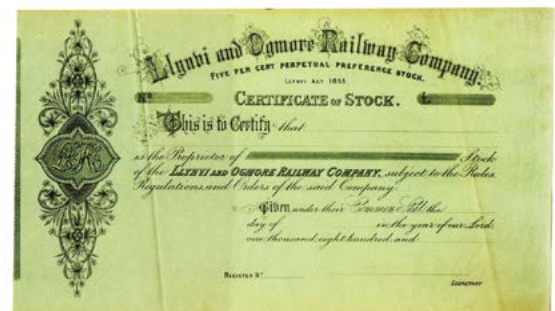 Llynvi and Ogmore Railway Company.
FIVE PER CENT PERPETUAL PREFERENCE STOCK.
LLYNVI ACT 1855
No £
CERTIFICATE OF STOCK.
This is to Certify that
is the Proprietor of Stock
of the LLYNVI AND OGMORE RAILWAY COMPANY, subject to the Rules,
Regulations, and Orders of the said Company.
Given under their Common Seal the
day of in the year of our Lord,
one thousand, eight hundred, and
REGISTER No
SECRETARY